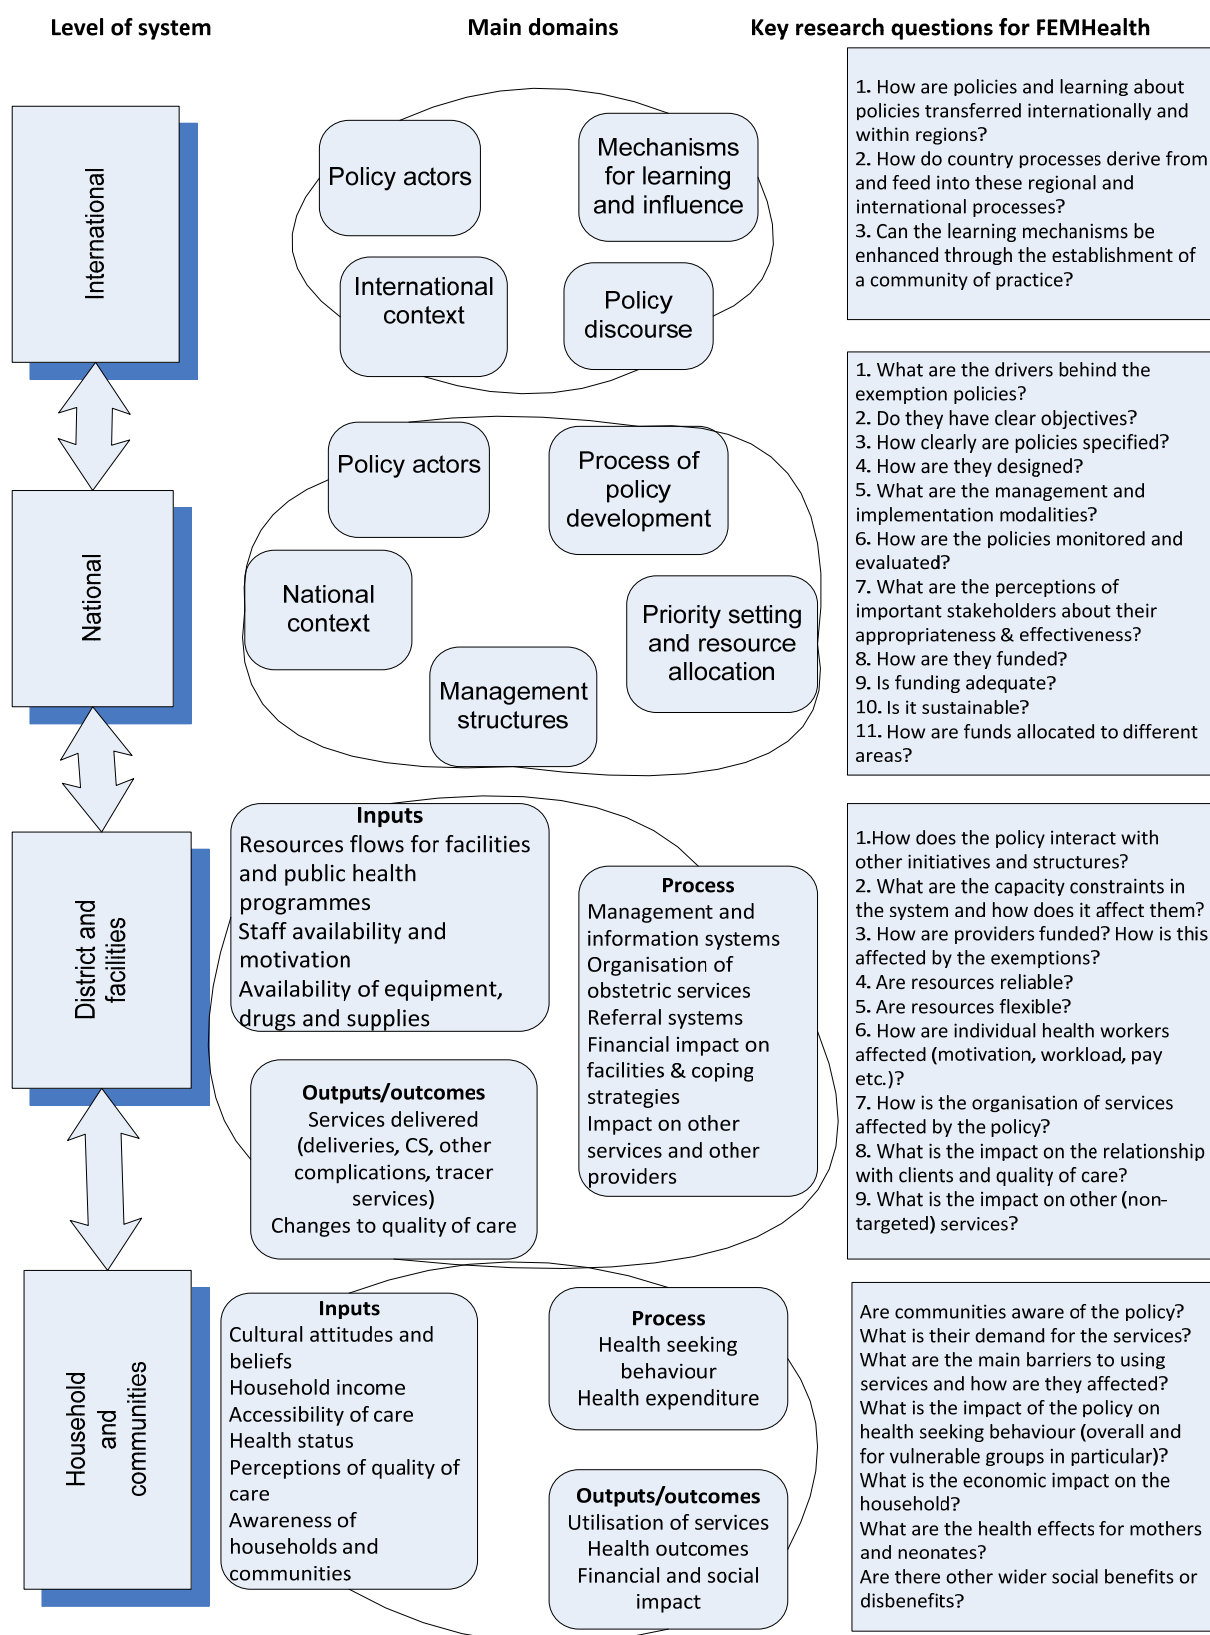 Level of system
Main domains
Key research questions for FEMHealth
International
Policy actors
Mechanisms
for learning
and influence
International
context
Policy
discourse
1. How are policies and learning about
policies transferred internationally and
within regions?
2. How do country processes derive from
and feed into these regional and
international processes?
3. Can the learning mechanisms be
enhanced through the establishment of
a community of practice?
National
Policy actors
Process of
policy
development
National
context
Priority setting
and resource
allocation
Management
structures
1. What are the drivers behind the
exemption policies?
2. Do they have clear objectives?
3. How clearly are policies specified?
4. How are they designed?
5. What are the management and
implementation modalities?
6. How are the policies monitored and
evaluated?
7. What are the perceptions of
important stakeholders about their
appropriateness & effectiveness?
8. How are they funded?
9. Is funding adequate?
10. Is it sustainable?
11. How are funds allocated to different
areas?
District and
facilities
Inputs
Resources flows for facilities
and public health
programmes
Staff availability and
motivation
Availability of equipment,
drugs and supplies
Process
Management and
information systems
Organisation of
obstetric services
Referral systems
Financial impact on
facilities & coping
strategies
Impact on other
services and other
providers
Outputs/outcomes
Services delivered
(deliveries, CS, other
complications, tracer
services)
Changes to quality of care
1.How does the policy interact with
other initiatives and structures?
2. What are the capacity constraints in
the system and how does it affect them?
3. How are providers funded? How is this
affected by the exemptions?
4. Are resources reliable?
5. Are resources flexible?
6. How are individual health workers
affected (motivation, workload, pay
etc.)?
7. How is the organisation of services
affected by the policy?
8. What is the impact on the relationship
with clients and quality of care?
9. What is the impact on other (non-
targeted) services?
Household
and
communities
Inputs
Cultural attitudes and
beliefs
Household income
Accessibility of care
Health status
Perceptions of quality of
care
Awareness of
households and
communities
Process
Health seeking
behaviour
Health expenditure
Outputs/outcomes
Utilisation of services
Health outcomes
Financial and social
impact
Are communities aware of the policy?
What is their demand for the services?
What are the main barriers to using
services and how are they affected?
What is the impact of the policy on
health seeking behaviour (overall and
for vulnerable groups in particular)?
What is the economic impact on the
household?
What are the health effects for mothers
and neonates?
Are there other wider social benefits or
disbenefits?